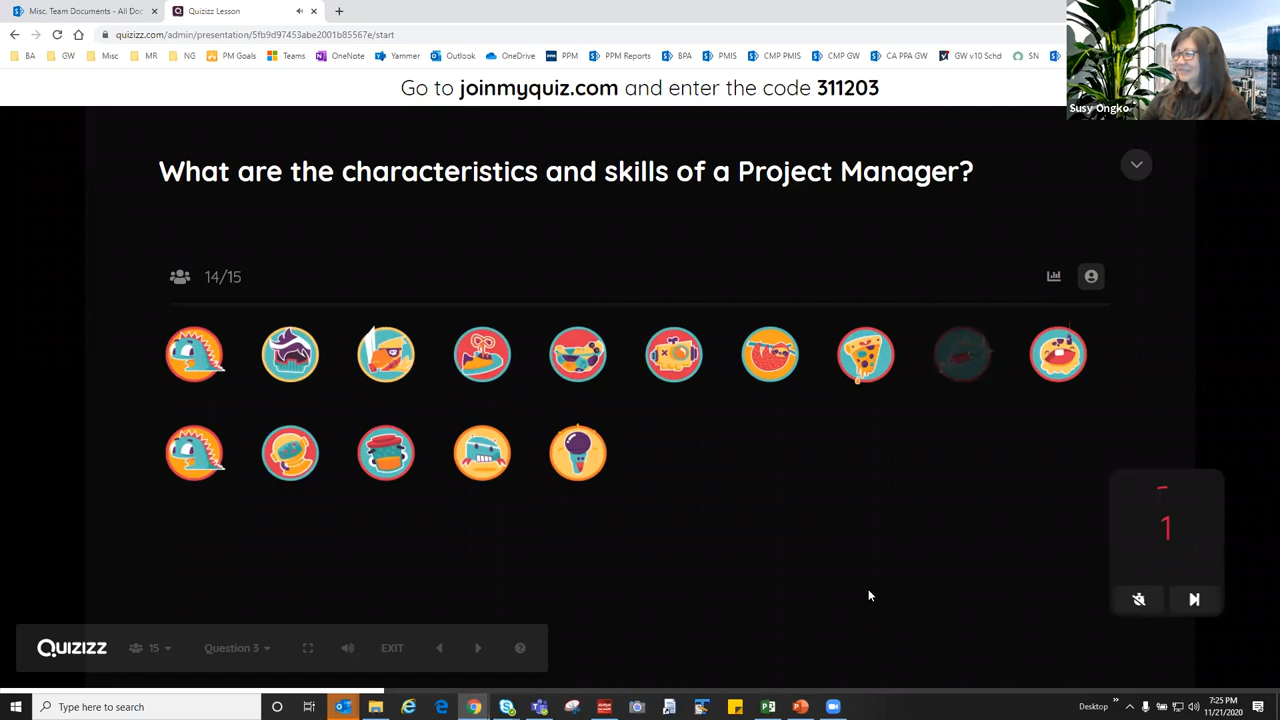 Misc. Team Documents - All Doc
Quizizz Lesson
quizizz.com/admin/presentation/5fb9d97453abe2001b85567e/start
BA GW Misc MR NG PM Goals Teams OneNote Yammer Outlook OneDrive PPM PPM Reports BPA PMIS CMP PMIS CMP GW CA PPA GW GW v10 Schd SN
Go to joinmyquiz.com and enter the code 311203
Susy Ongko
What are the characteristics and skills of a Project Manager?
14/15
1
QUIZIZZ 15 Question 3 EXIT
Type here to search
Desktop
7:25 PM
11/21/2020